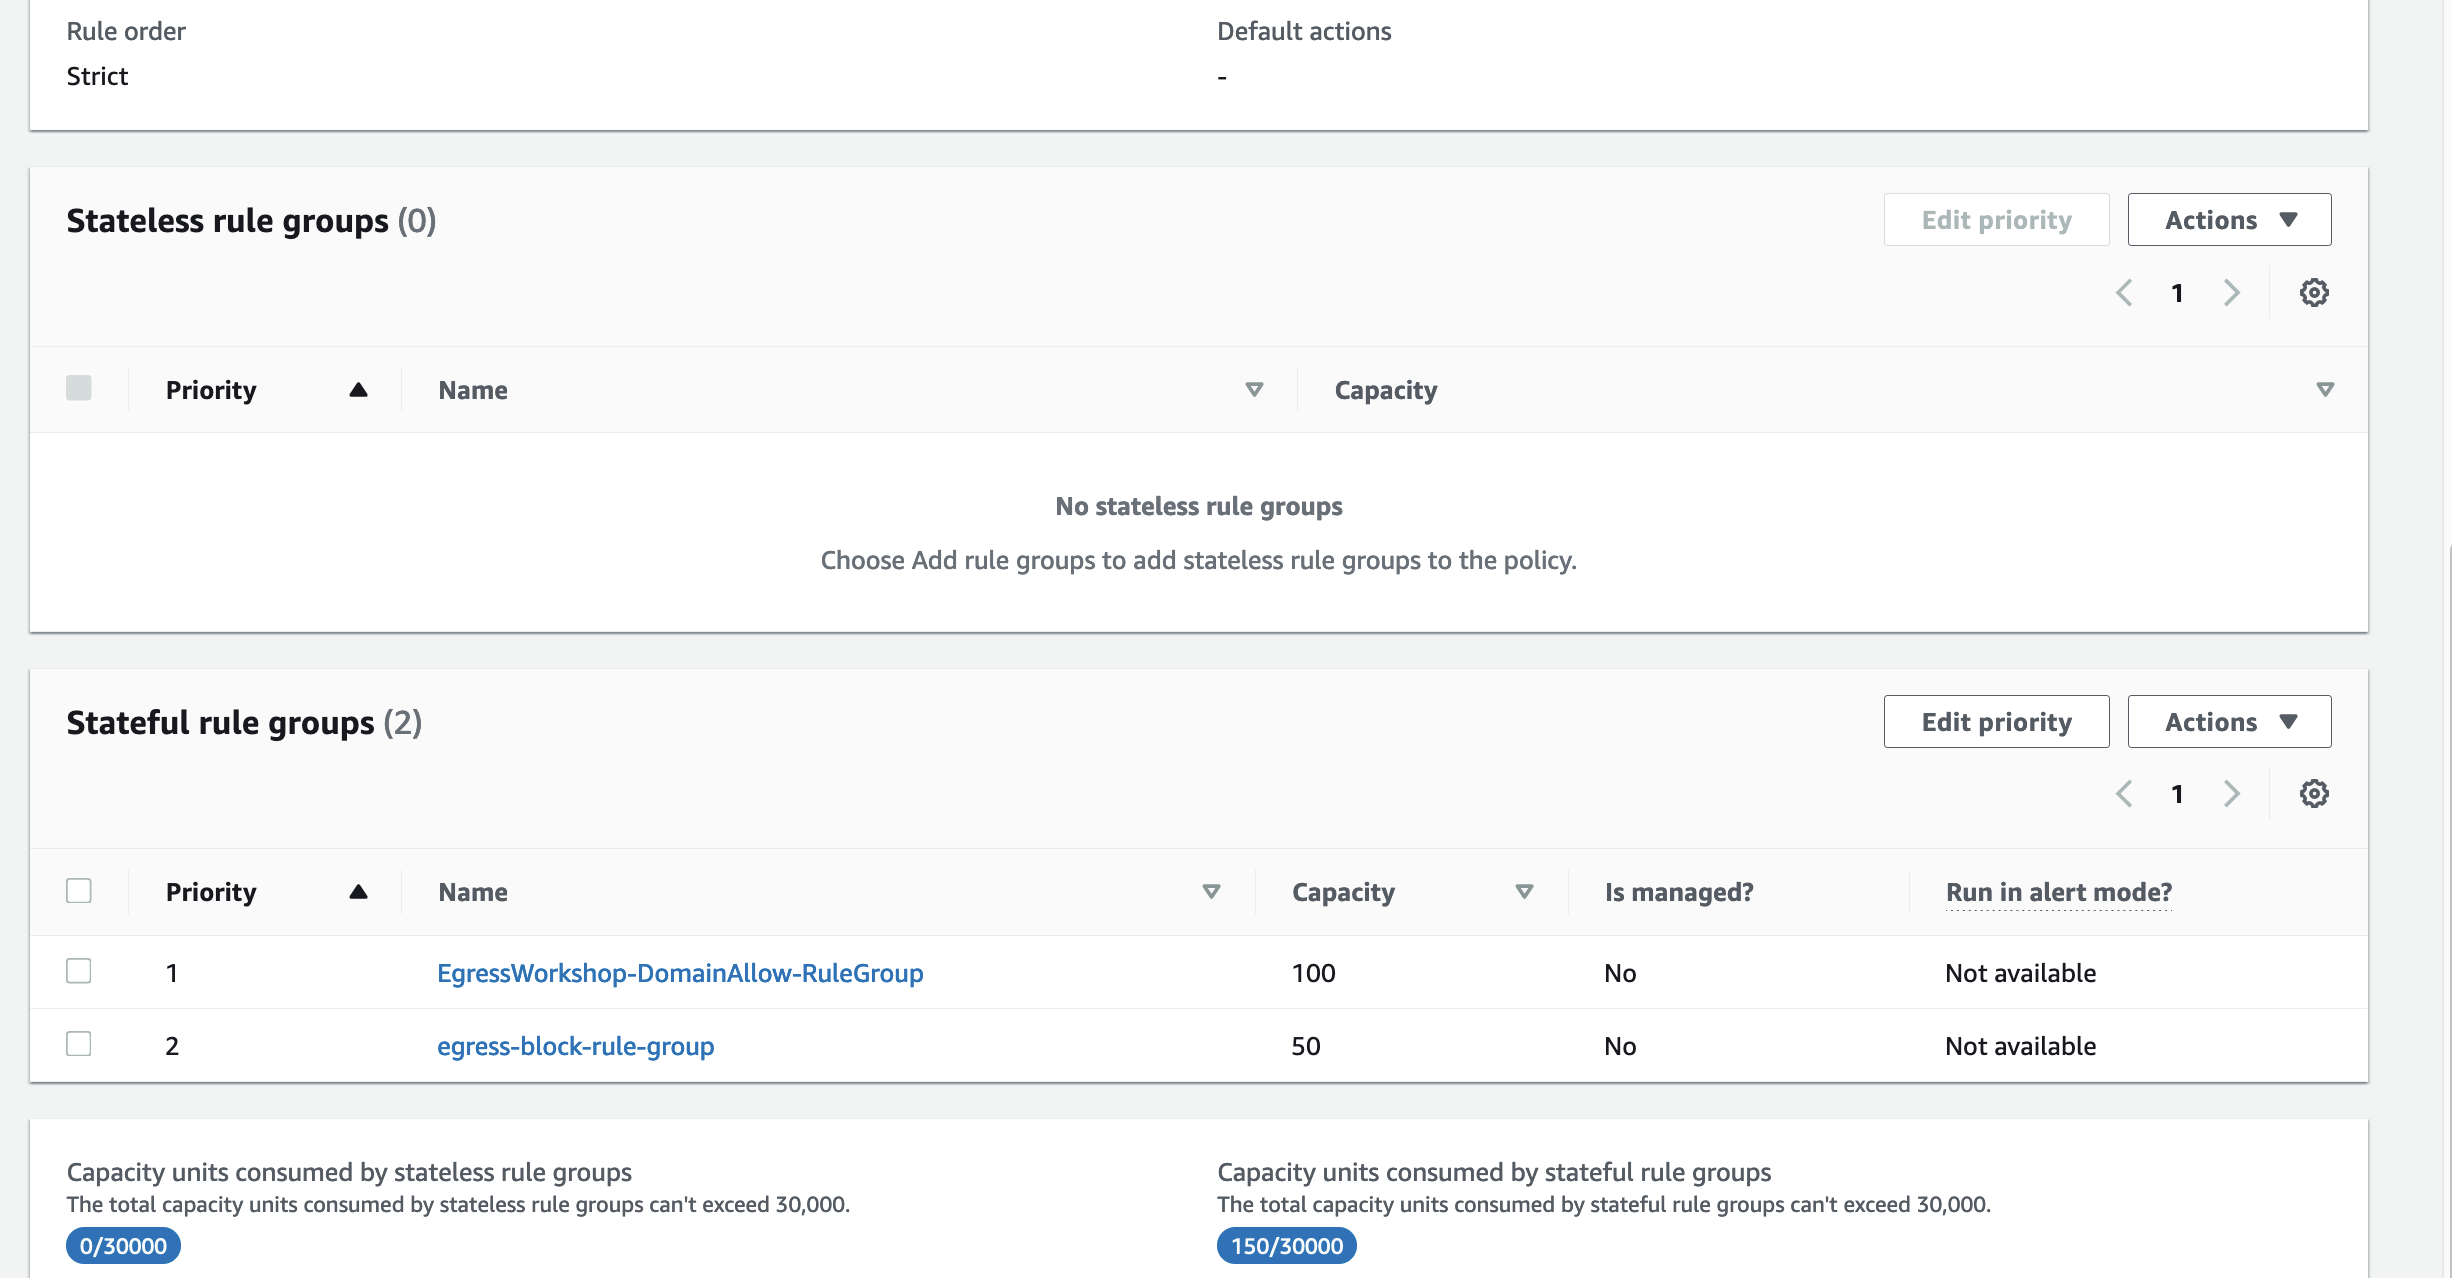 Rule order
Default actions
Strict
-
Stateless rule groups (0)
Edit priority
Actions
1
Priority
Name
Capacity
No stateless rule groups
Choose Add rule groups to add stateless rule groups to the policy.
Stateful rule groups (2)
Edit priority
Actions
1
Priority
Name
Capacity
Is managed?
Run in alert mode?
1
EgressWorkshop-DomainAllow-RuleGroup
100
No
Not available
2
egress-block-rule-group
50
No
Not available
Capacity units consumed by stateless rule groups
The total capacity units consumed by stateless rule groups can't exceed 30,000.
0/30000
Capacity units consumed by stateful rule groups
The total capacity units consumed by stateful rule groups can't exceed 30,000.
150/30000